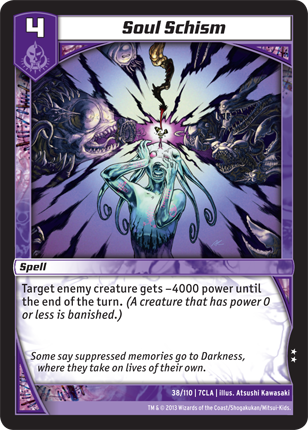 4
Soul Schism
Spell
Target enemy creature gets −4000 power until
the end of the turn. (A creature that has power 0
or less is banished.)
Some say suppressed memories go to Darkness,
where they take on lives of their own.
38/110 | 7CLA | illus. Atsushi Kawasaki
TM & © 2013 Wizards of the Coast/Shogakukan/Mitsui-Kids.